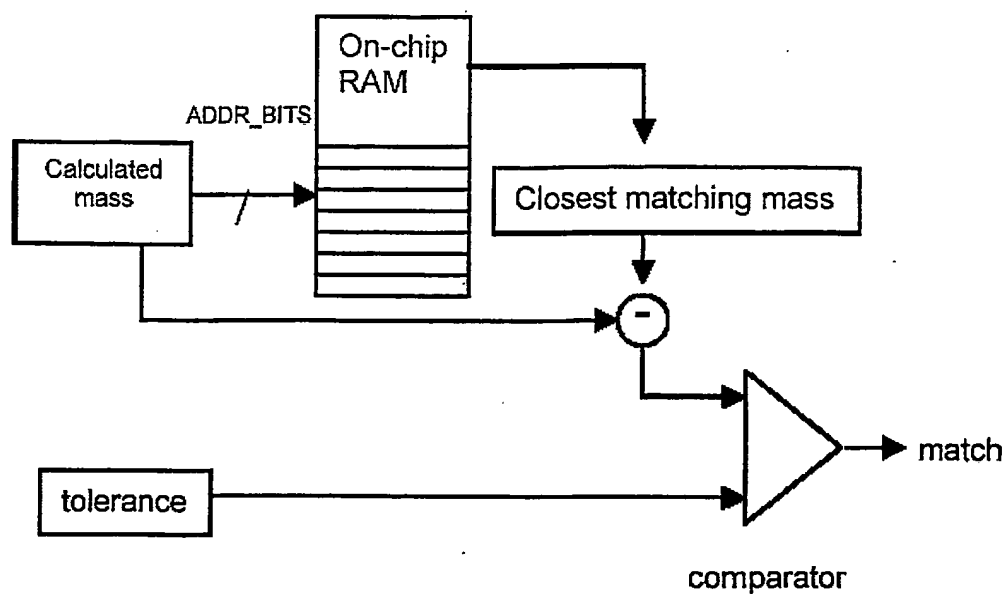 On-chip
RAM
ADDR_BITS
Calculated
mass
Closest matching mass
-
match
tolerance
comparator